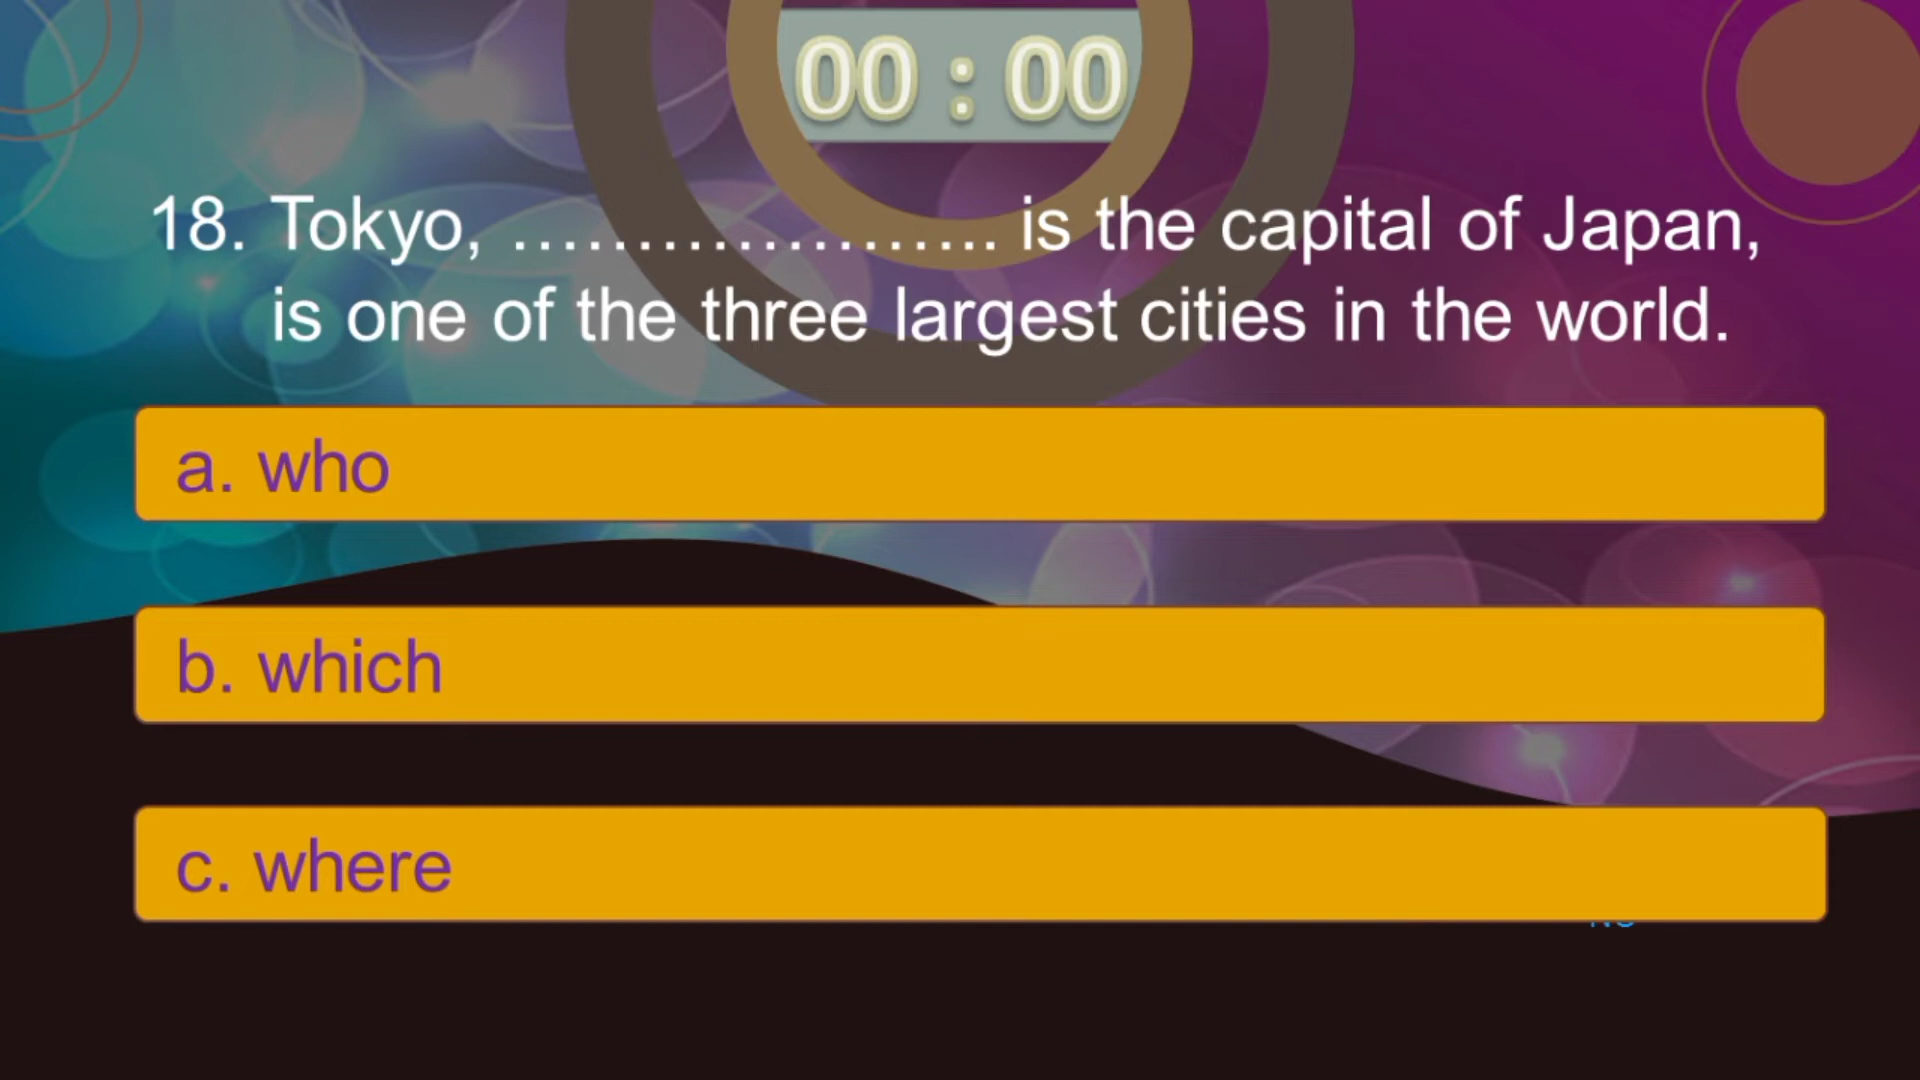 00 : 00
18. Tokyo, ………………….. is the capital of Japan,
is one of the three largest cities in the world.
a. who
b. which
c. where